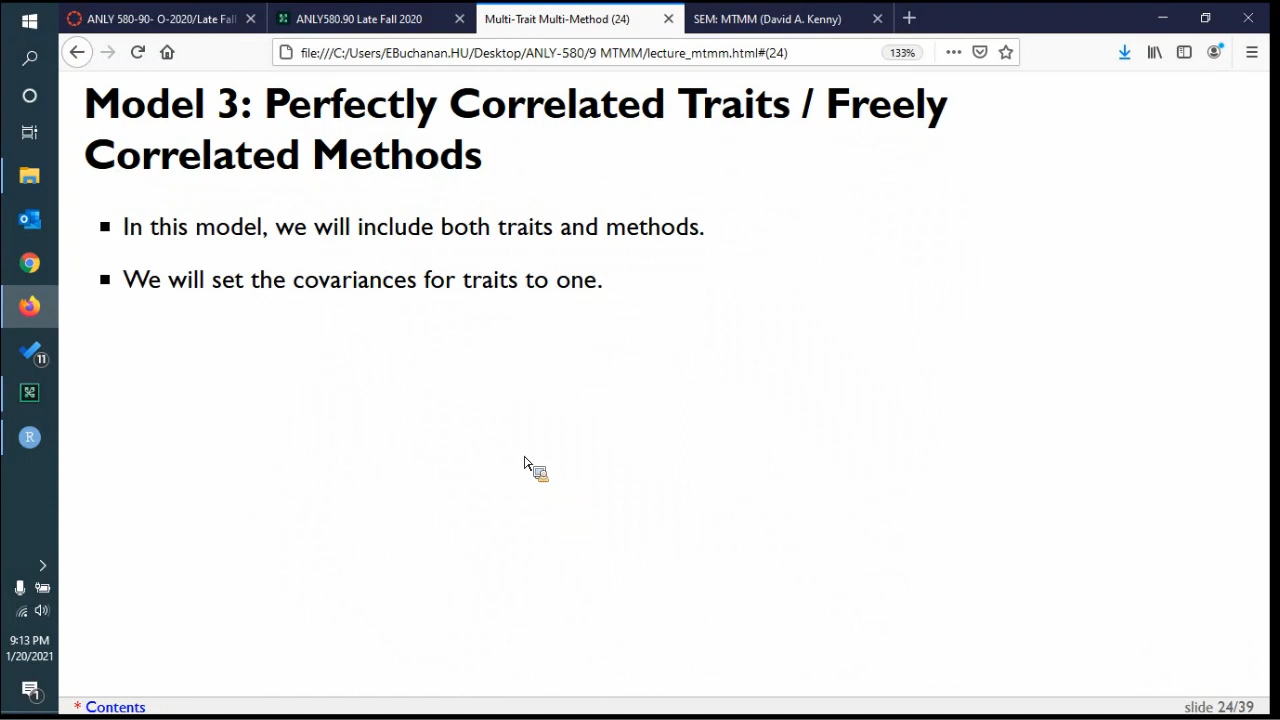 ANLY 580-90- O-2020/Late Fall
ANLY580.90 Late Fall 2020
Multi-Trait Multi-Method (24)
SEM: MTMM (David A. Kenny)
file:///C:/Users/EBuchanan.HU/Desktop/ANLY-580/9 MTMM/lecture_mtmm.html#(24)
133%
Model 3: Perfectly Correlated Traits / Freely
Correlated Methods
In this model, we will include both traits and methods.
We will set the covariances for traits to one.
11
R
9:13 PM
1/20/2021
1
* Contents
slide 24/39